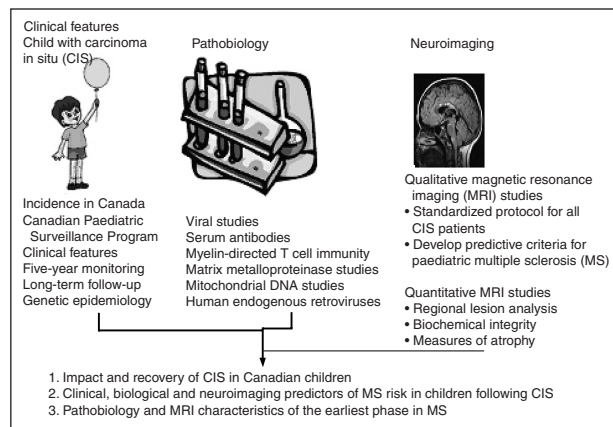 Clinical features
Child with carcinoma
in situ (CIS)
Incidence in Canada
Canadian Paediatric
Surveillance Program
Clinical features
Five-year monitoring
Long-term follow-up
Genetic epidemiology
Pathobiology
Viral studies
Serum antibodies
Myelin-directed T cell immunity
Matrix metalloproteinase studies
Mitochondrial DNA studies
Human endogenous retroviruses
Neuroimaging
Qualitative magnetic resonance
imaging (MRI) studies
• Standardized protocol for all
CIS patients
• Develop predictive criteria for
paediatric multiple sclerosis (MS)
Quantitative MRI studies
• Regional lesion analysis
• Biochemical integrity
• Measures of atrophy
1. Impact and recovery of CIS in Canadian children
2. Clinical, biological and neuroimaging predictors of MS risk in children following CIS
3. Pathobiology and MRI characteristics of the earliest phase in MS